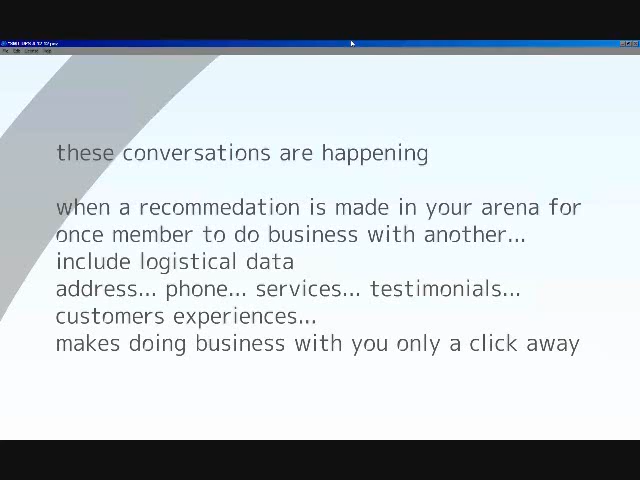 these conversations are happening
when a recommedation is made in your arena for
once member to do business with another...
include logistical data
address... phone... services... testimonials...
customers experiences...
makes doing business with you only a click away